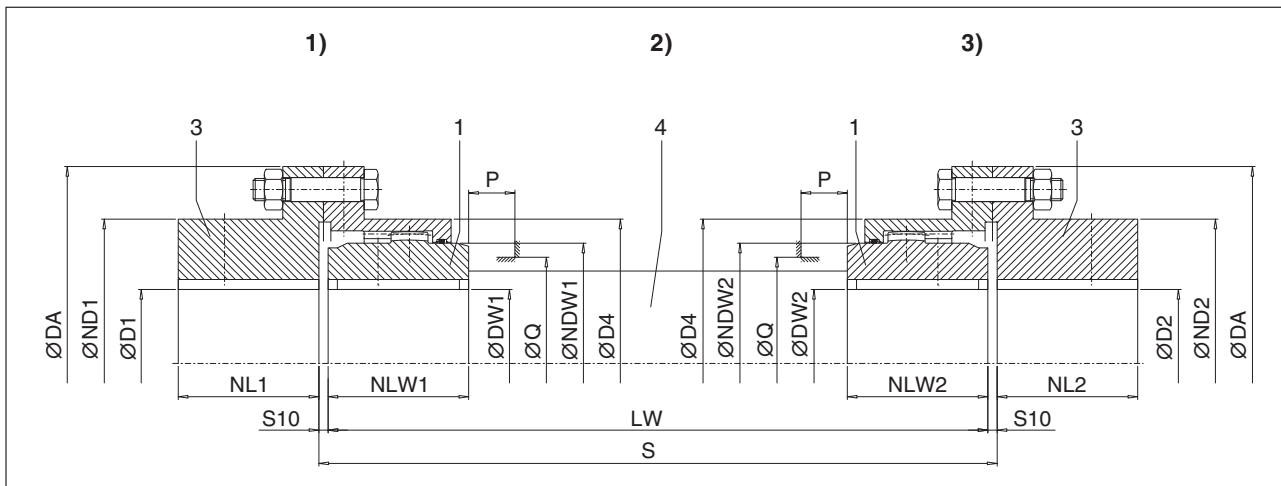 1) 2) 3)
3 1 4 1 3
P P
ØDA ØND1 ØD1 ØDW1 ØQ ØNDW1 ØD4 ØD4 ØNDW2 ØQ ØDW2 ØD2 ØND2 ØDA
NL1 NLW1 NLW2 NL2
S10 LW S10
S